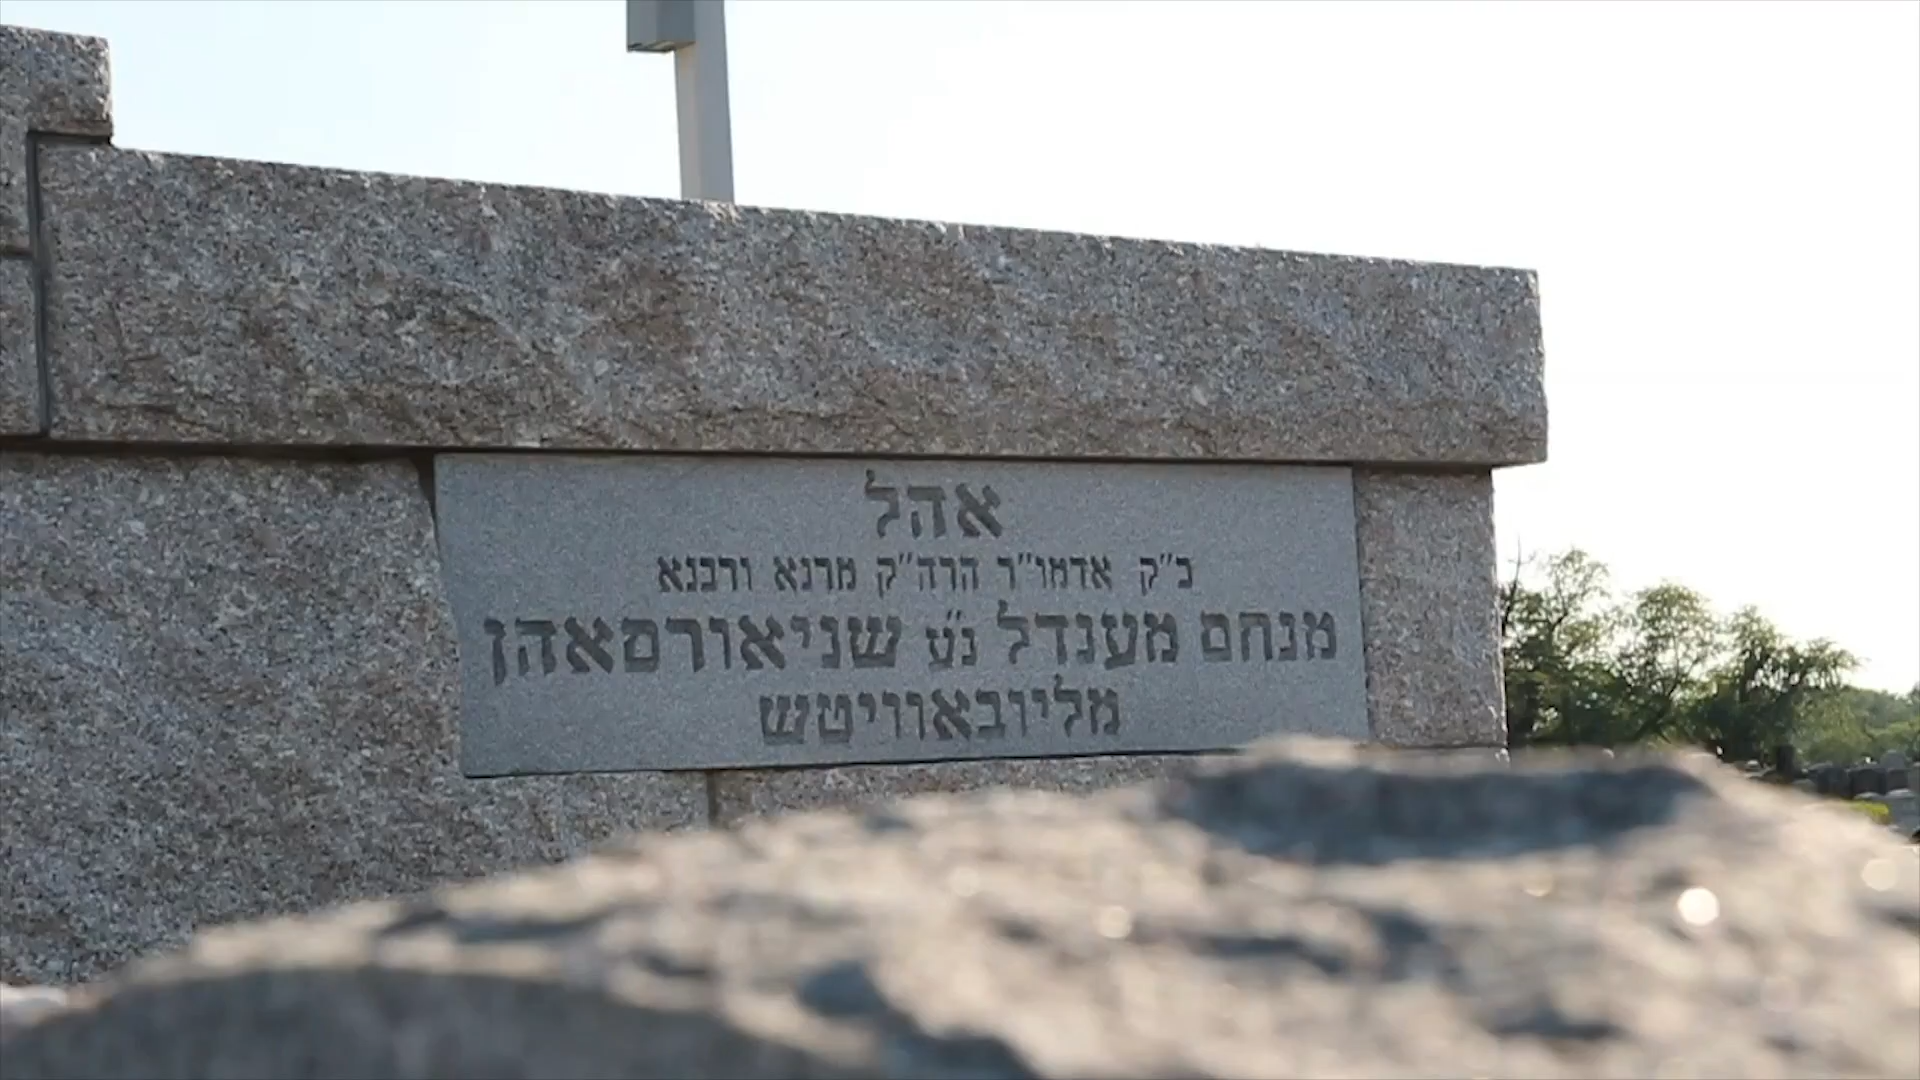 אהל
כ"ק אדמו"ר הרה"ק מרנא ורבנא
מנחם מענדל נ"ע שניאורסאהן
מליובאוויטש